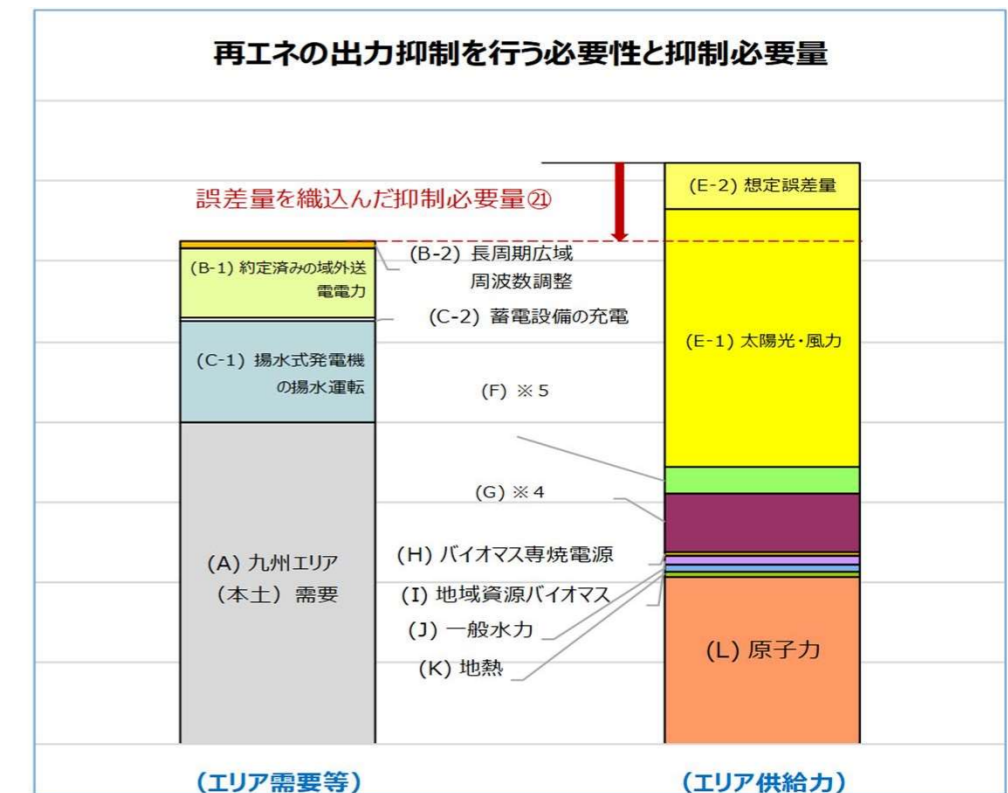 再エネの出力抑制を行う必要性と抑制必要量
誤差量を織込んだ抑制必要量㉑
(B-1) 約定済みの域外送
電電力
(C-1) 揚水式発電機
の揚水運転
(A) 九州エリア
（本土）需要
(B-2) 長周期広域
周波数調整
(C-2) 蓄電設備の充電
(F) ※5
(G) ※4
(H) バイオマス専焼電源
(I) 地域資源バイオマス
(J) 一般水力
(K) 地熱
(E-2) 想定誤差量
(E-1) 太陽光・風力
(L) 原子力
(エリア需要等)
(エリア供給力)